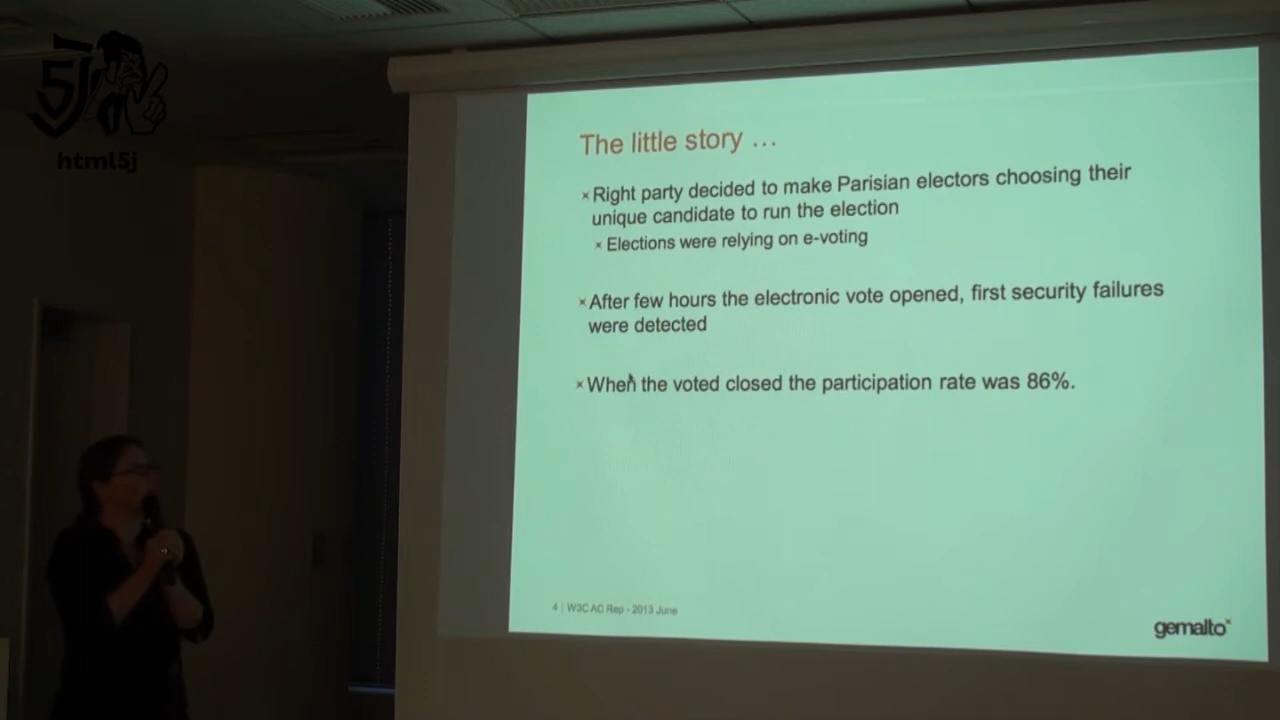 5J
html5j
The little story ...
× Right party decided to make Parisian electors choosing their
unique candidate to run the election
× Elections were relying on e-voting
× After few hours the electronic vote opened, first security failures
were detected
× When the voted closed the participation rate was 86%.
4 | W3C AC Rep - 2013 June
gemalto×